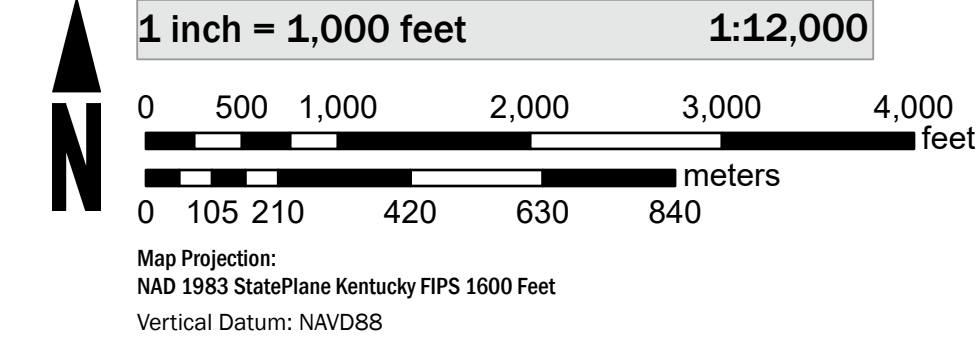 1 inch = 1,000 feet 1:12,000
0 500 1,000 2,000 3,000 4,000
feet
meters
0 105 210 420 630 840
N
Map Projection:
NAD 1983 StatePlane Kentucky FIPS 1600 Feet
Vertical Datum: NAVD88